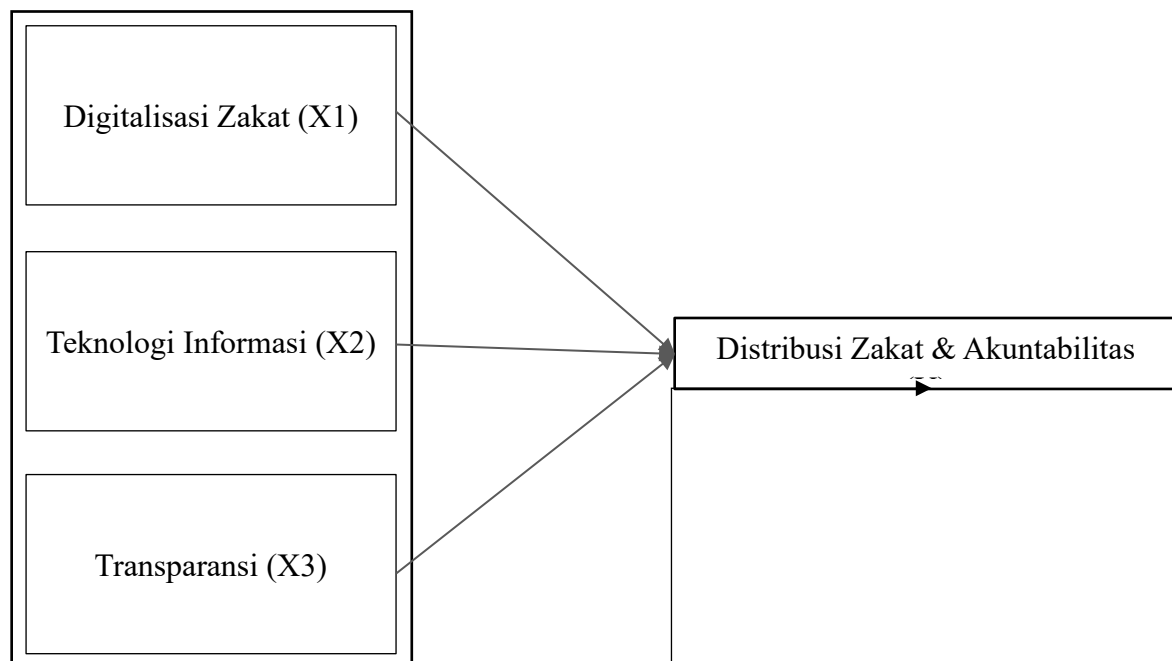 Digitalisasi Zakat (X1)
Teknologi Informasi (X2)
Distribusi Zakat & Akuntabilitas
Transparansi (X3)